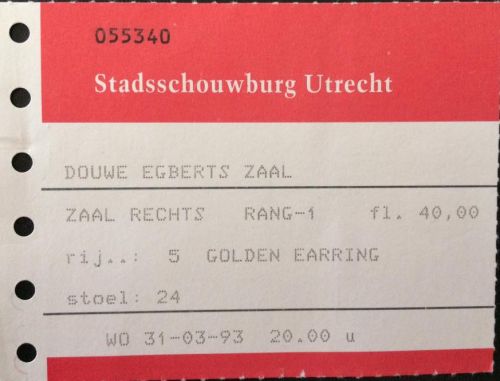 055340
Stadsschouwburg Utrecht
DOUWE EGBERTS ZAAL
ZAAL RECHTS RANG-1 fl. 40,00
rij..: 5 GOLDEN EARRING
stoel: 24
WO 31-03-93 20.00 u